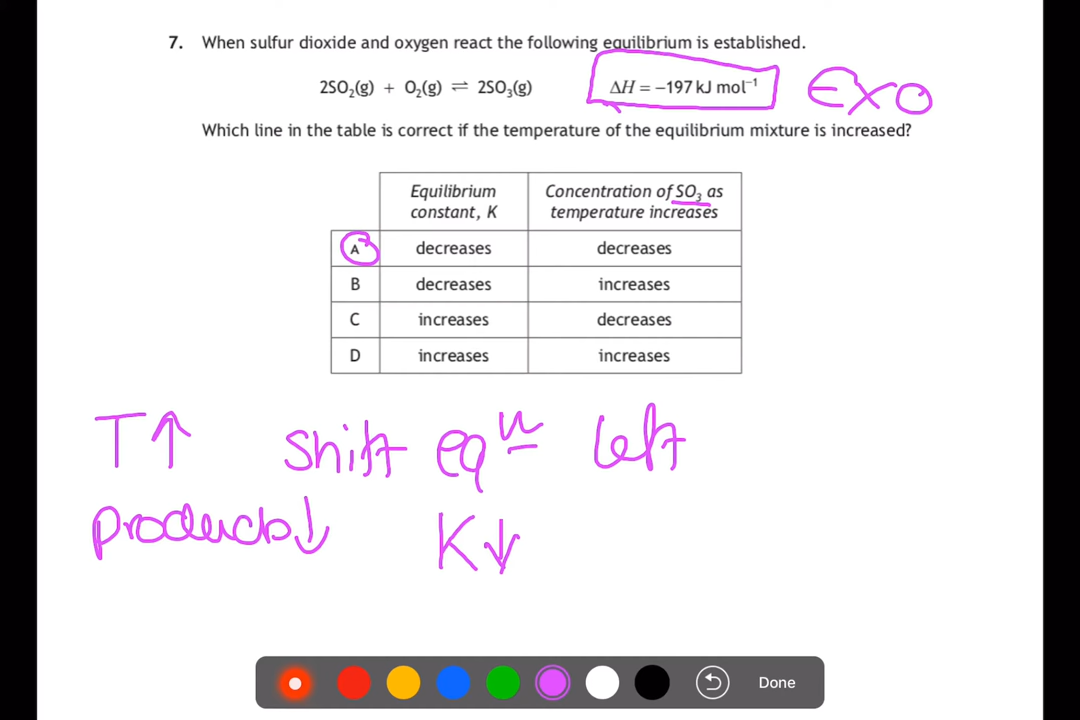 7. When sulfur dioxide and oxygen react the following equilibrium is established.
2SO₂(g) + O₂(g) ⇌ 2SO₃(g) ΔH = −197 kJ mol⁻¹ EXO
Which line in the table is correct if the temperature of the equilibrium mixture is increased?
Equilibrium constant, K Concentration of SO₃ as temperature increases
A decreases decreases
B decreases increases
C increases decreases
D increases increases
T↑ Shift eqⁿ left
products↓ K↓
Done